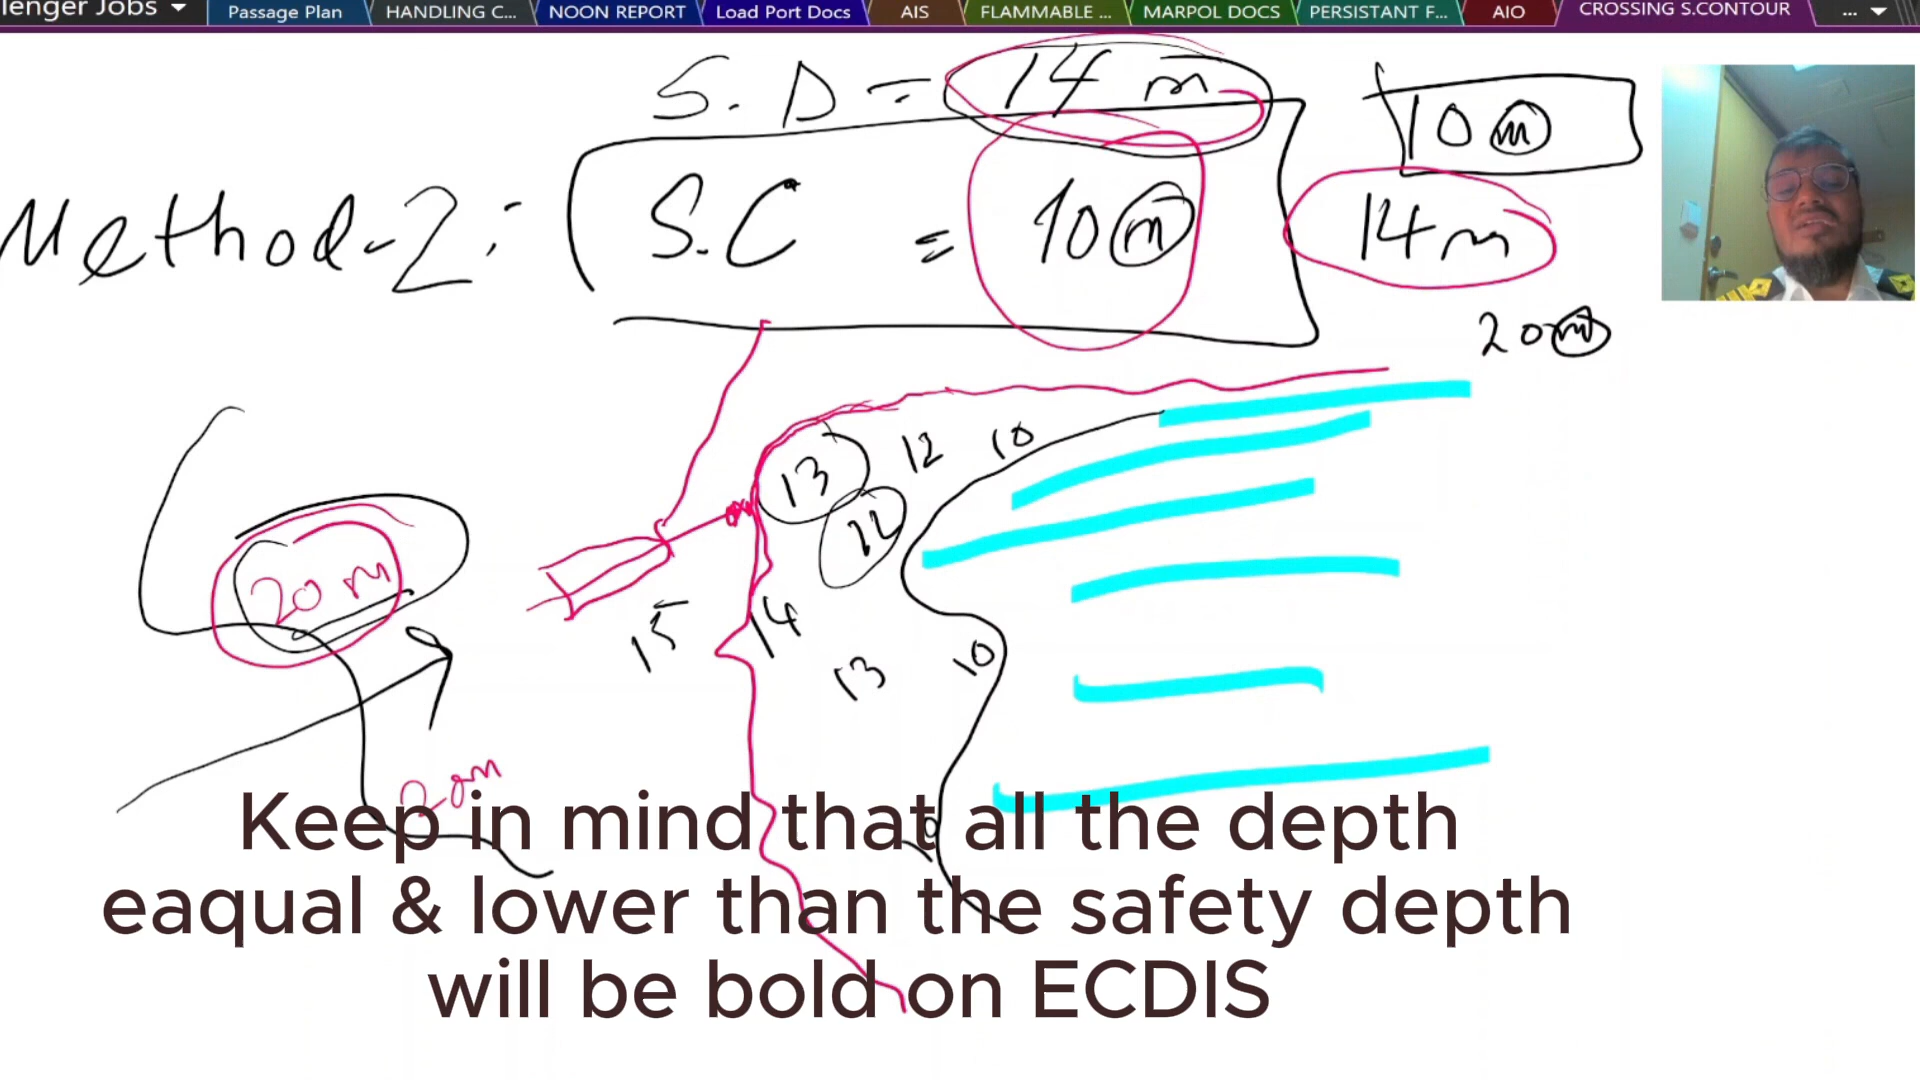 lenger Jobs
Passage Plan
HANDLING C...
NOON REPORT
Load Port Docs
AIS
FLAMMABLE ...
MARPOL DOCS
PERSISTANT F...
AIO
CROSSING S.CONTOUR
...
S.D = 14 m
10 m
Method-2:
S.C = 10 m
14 m
20 m
13
12
10
12
20 m
15
14
13
10
20m
Keep in mind that all the depth
eaqual & lower than the safety depth
will be bold on ECDIS